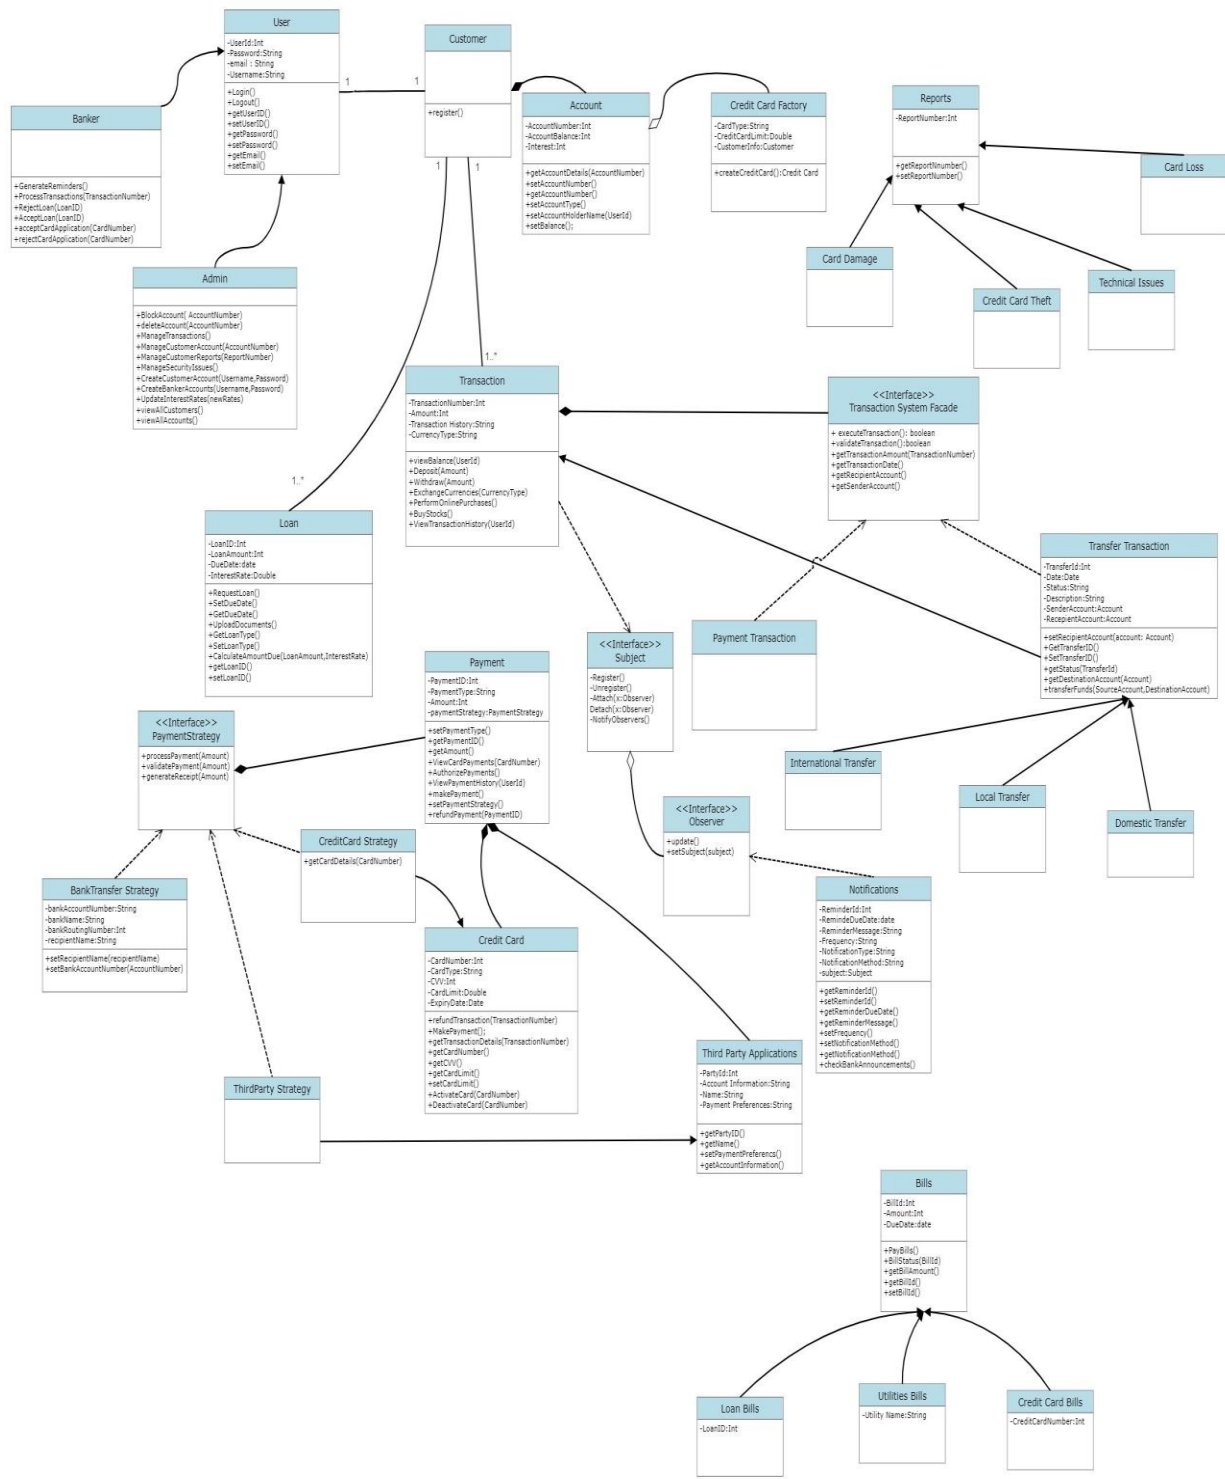 User
-UserId:Int
-Password:String
-email : String
-Username:String
+Login()
+Logout()
+getUserID()
+setUserID()
+getPassword()
+setPassword()
+getEmail()
+setEmail()
Customer
+register()
1
1
Banker
+GenerateReminders()
+ProcessTransactions(TransactionNumber)
+RejectLoan(LoanID)
+AcceptLoan(LoanID)
+acceptCardApplication(CardNumber)
+rejectCardApplication(CardNumber)
Account
-AccountNumber:Int
-AccountBalance:Int
-Interest:Int
+getAccountDetails(AccountNumber)
+setAccountNumber()
+getAccountNumber()
+setAccountType()
+setAccountHolderName(UserId)
+setBalance();
Credit Card Factory
-CardType:String
-CreditCardLimit:Double
-CustomerInfo:Customer
+createCreditCard():Credit Card
Reports
-ReportNumber:Int
+getReportNnumber()
+setReportNumber()
Card Loss
Card Damage
Credit Card Theft
Technical Issues
Admin
+BlockAccount( AccountNumber)
+deleteAccount(AccountNumber)
+ManageTransactions()
+ManageCustomerAccount(AccountNumber)
+ManageCustomerReports(ReportNumber)
+ManageSecurityIssues()
+CreateCustomerAccount(Username,Password)
+CreateBankerAccounts(Username,Password)
+UpdateInterestRates(newRates)
+viewAllCustomers()
+viewAllAccounts()
1
1
1..*
1..*
Transaction
-TransactionNumber:Int
-Amount:Int
-Transaction History:String
-CurrencyType:String
+viewBalance(UserId)
+Deposit(Amount)
+Withdraw(Amount)
+ExchangeCurrencies(CurrencyType)
+PerformOnlinePurchases()
+BuyStocks()
+ViewTransactionHistory(UserId)
<<Interface>>
Transaction System Facade
+ executeTransaction(): boolean
+validateTransaction():boolean
+getTransactionAmount(TransactionNumber)
+getTransactionDate()
+getRecipientAccount()
+getSenderAccount()
Loan
-LoanID:Int
-LoanAmount:Int
-DueDate:date
-InterestRate:Double
+RequestLoan()
+SetDueDate()
+GetDueDate()
+UploadDocuments()
+GetLoanType()
+SetLoanType()
+CalculateAmountDue(LoanAmount,InterestRate)
+getLoanID()
+setLoanID()
Transfer Transaction
-TransferId:Int
-Date:Date
-Status:String
-Description:String
-SenderAccount:Account
-RecepientAccount:Account
+setRecipientAccount(account: Account)
+GetTransferID()
+SetTransferID()
+getStatus(TransferId)
+getDestinationAccount(Account)
+transferFunds(SourceAccount,DestinationAccount)
Payment Transaction
<<Interface>>
Subject
-Register()
-Unregister()
-Attach(x:Observer)
Detach(x:Observer)
-NotifyObservers()
Payment
-PaymentID:Int
-PaymentType:String
-Amount:Int
-paymentStrategy:PaymentStrategy
+setPaymentType()
+getPaymentID()
+getAmount()
+ViewCardPayments(CardNumber)
+AuthorizePayments()
+ViewPaymentHistory(UserId)
+makePayment()
+setPaymentStrategy()
+refundPayment(PaymentID)
<<Interface>>
PaymentStrategy
+processPayment(Amount)
+validatePayment(Amount)
+generateReceipt(Amount)
International Transfer
Local Transfer
Domestic Transfer
<<Interface>>
Observer
+update()
+setSubject(subject)
CreditCard Strategy
+getCardDetails(CardNumber)
BankTransfer Strategy
-bankAccountNumber:String
-bankName:String
-bankRoutingNumber:Int
-recipientName:String
+setRecipientName(recipientName)
+setBankAccountNumber(AccountNumber)
Notifications
-ReminderId:Int
-RemindeDueDate:date
-ReminderMessage:String
-Frequency:String
-NotificationType:String
-NotificationMethod:String
-subject:Subject
+getReminderId()
+setReminderId()
+getReminderDueDate()
+getReminderMessage()
+setFrequency()
+setNotificationMethod()
+getNotificationMethod()
+checkBankAnnouncements()
Credit Card
-CardNumber:Int
-CardType:String
-CVV:Int
-CardLimit:Double
-ExpiryDate:Date
+refundTransaction(TransactionNumber)
+MakePayment();
+getTransactionDetails(TransactionNumber)
+getCardNumber()
+getCVV()
+getCardLimit()
+setCardLimit()
+ActivateCard(CardNumber)
+DeactivateCard(CardNumber)
Third Party Applications
-PartyId:Int
-Account Information:String
-Name:String
-Payment Preferences:String
+getPartyID()
+getName()
+setPaymentPreferencs()
+getAccountInformation()
ThirdParty Strategy
Bills
-BillId:Int
-Amount:Int
-DueDate:date
+PayBills()
+BillStatus(BillId)
+getBillAmount()
+getBillId()
+setBillId()
Loan Bills
-LoanID:Int
Utilities Bills
-Utility Name:String
Credit Card Bills
-CreditCardNumber:Int